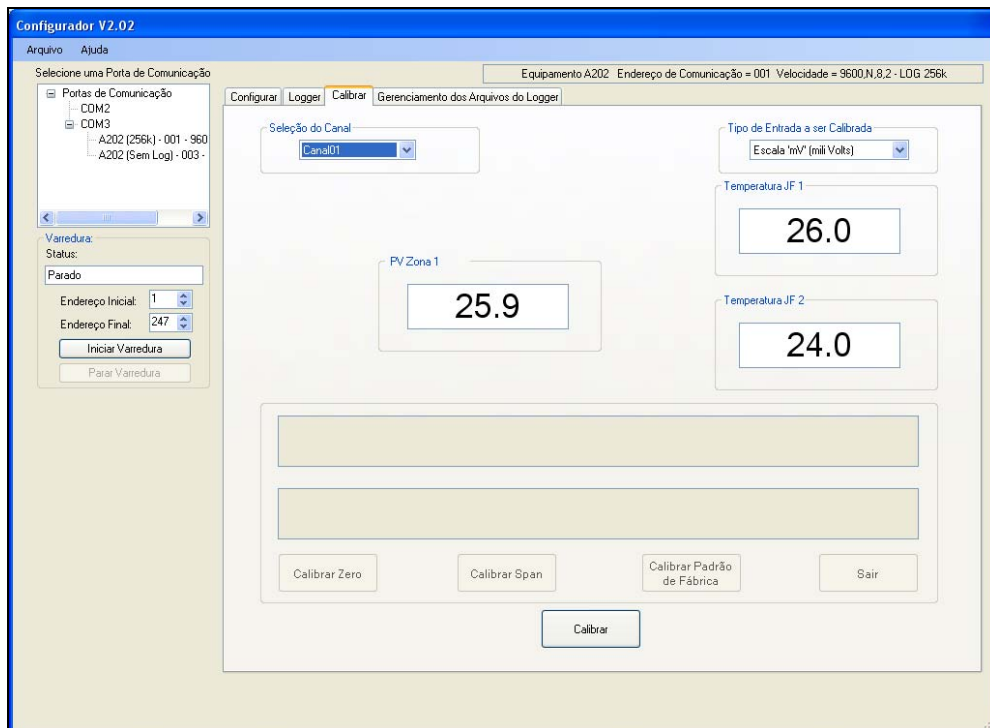 Configurador V2.02
Arquivo Ajuda
Selecione uma Porta de Comunicação
Equipamento A202 Endereço de Comunicação = 001 Velocidade = 9600,N,8,2 - LOG 256k
Portas de Comunicação
COM2
COM3
A202 (256k) - 001 - 960
A202 (Sem Log) - 003 -
Varredura:
Status:
Parado
Endereço Inicial: 1
Endereço Final: 247
Iniciar Varredura
Parar Varredura
Configurar Logger Calibrar Gerenciamento dos Arquivos do Logger
Seleção do Canal
Canal01
Tipo de Entrada a ser Calibrada
Escala 'mV' (mili Volts)
Temperatura JF 1
26.0
PV Zona 1
25.9
Temperatura JF 2
24.0
Calibrar Zero
Calibrar Span
Calibrar Padrão
de Fábrica
Sair
Calibrar